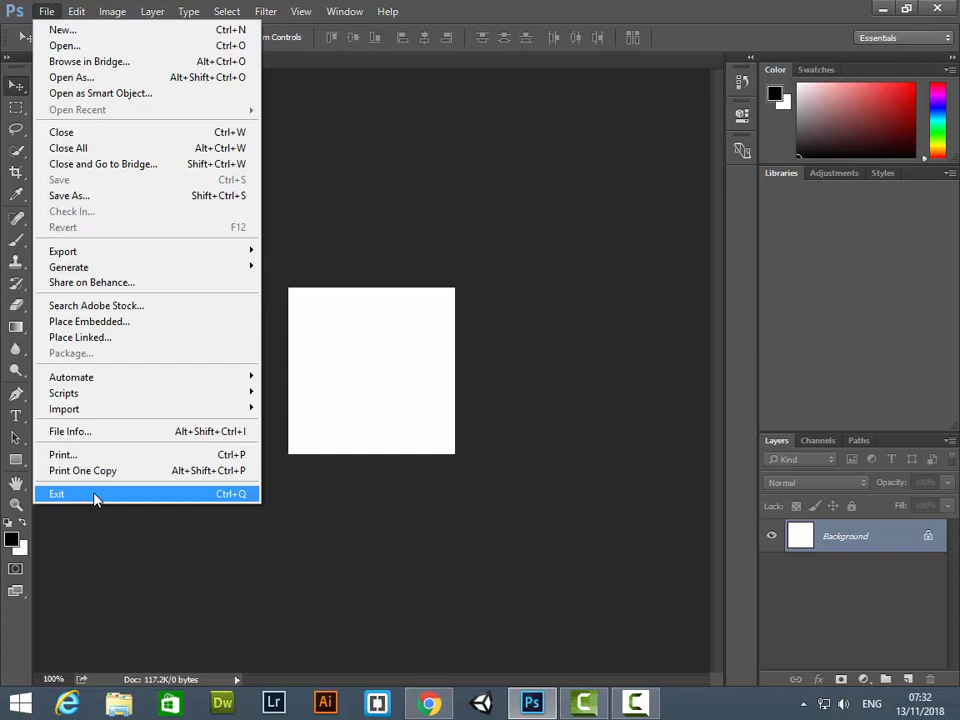 Ps File Edit Image Layer Type Select Filter View Window Help
New... Ctrl+N
m Controls
Essentials
Open... Ctrl+O
Browse in Bridge... Alt+Ctrl+O
Open As... Alt+Shift+Ctrl+O
Open as Smart Object...
Open Recent
Close Ctrl+W
Close All Alt+Ctrl+W
Close and Go to Bridge... Shift+Ctrl+W
Save Ctrl+S
Save As... Shift+Ctrl+S
Check In...
Revert F12
Export
Generate
Share on Behance...
Search Adobe Stock...
Place Embedded...
Place Linked...
Package...
Automate
Scripts
Import
File Info... Alt+Shift+Ctrl+I
Print... Ctrl+P
Print One Copy Alt+Shift+Ctrl+P
Exit Ctrl+Q
Color Swatches
Libraries Adjustments Styles
Layers Channels Paths
Kind
Normal Opacity: 100%
Lock: Fill: 100%
Background
T
100% Doc: 117.2K/0 bytes
Dw Lr Ai Ps C C
ENG
07:32
13/11/2018